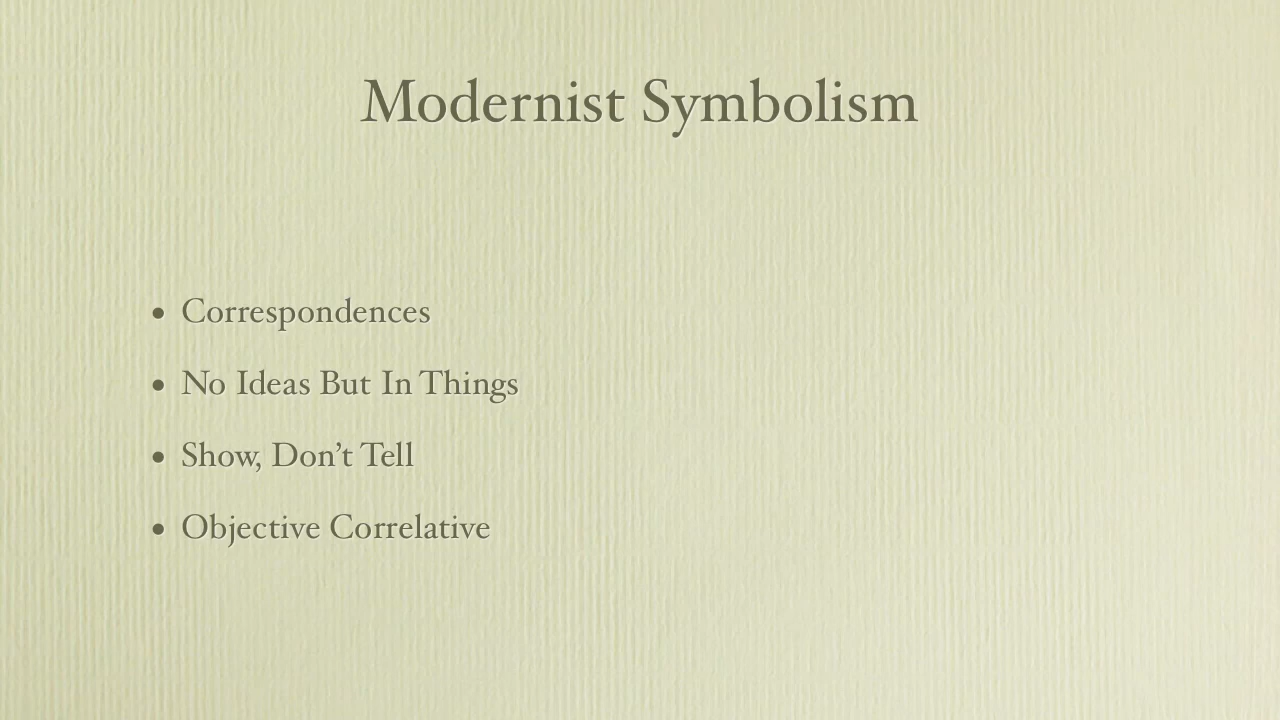 Modernist Symbolism
• Correspondences
• No Ideas But In Things
• Show, Don’t Tell
• Objective Correlative